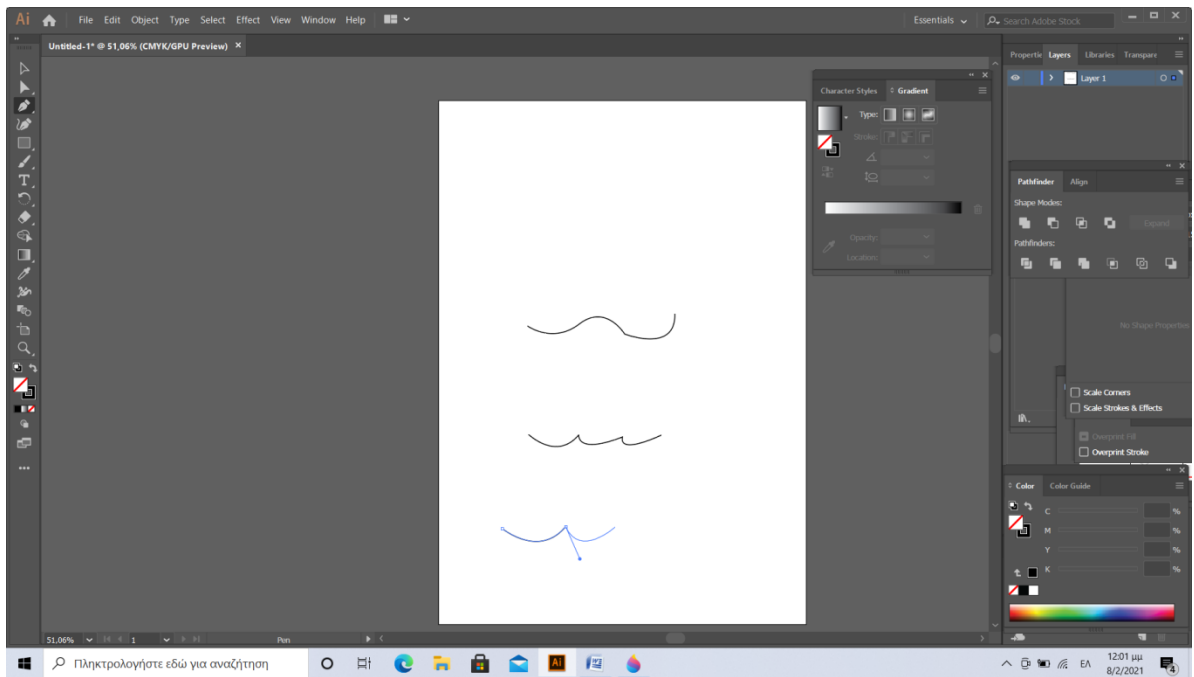 Ai File Edit Object Type Select Effect View Window Help Essentials Search Adobe Stock
Untitled-1* @ 51,06% (CMYK/GPU Preview) ×
Properti Layers Libraries Transpare
Layer 1
Character Styles Gradient
Type:
Stroke:
Opacity:
Location:
Pathfinder Align
Shape Modes:
Expand
Pathfinders:
No Shape Properties
Scale Corners
Scale Strokes & Effects
Overprint Fill
Overprint Stroke
Color Color Guide
C %
M %
Y %
K %
51,06% 1 Pen
Πληκτρολογήστε εδώ για αναζήτηση
Ai
ΕΛ
12:01 μμ
8/2/2021
4